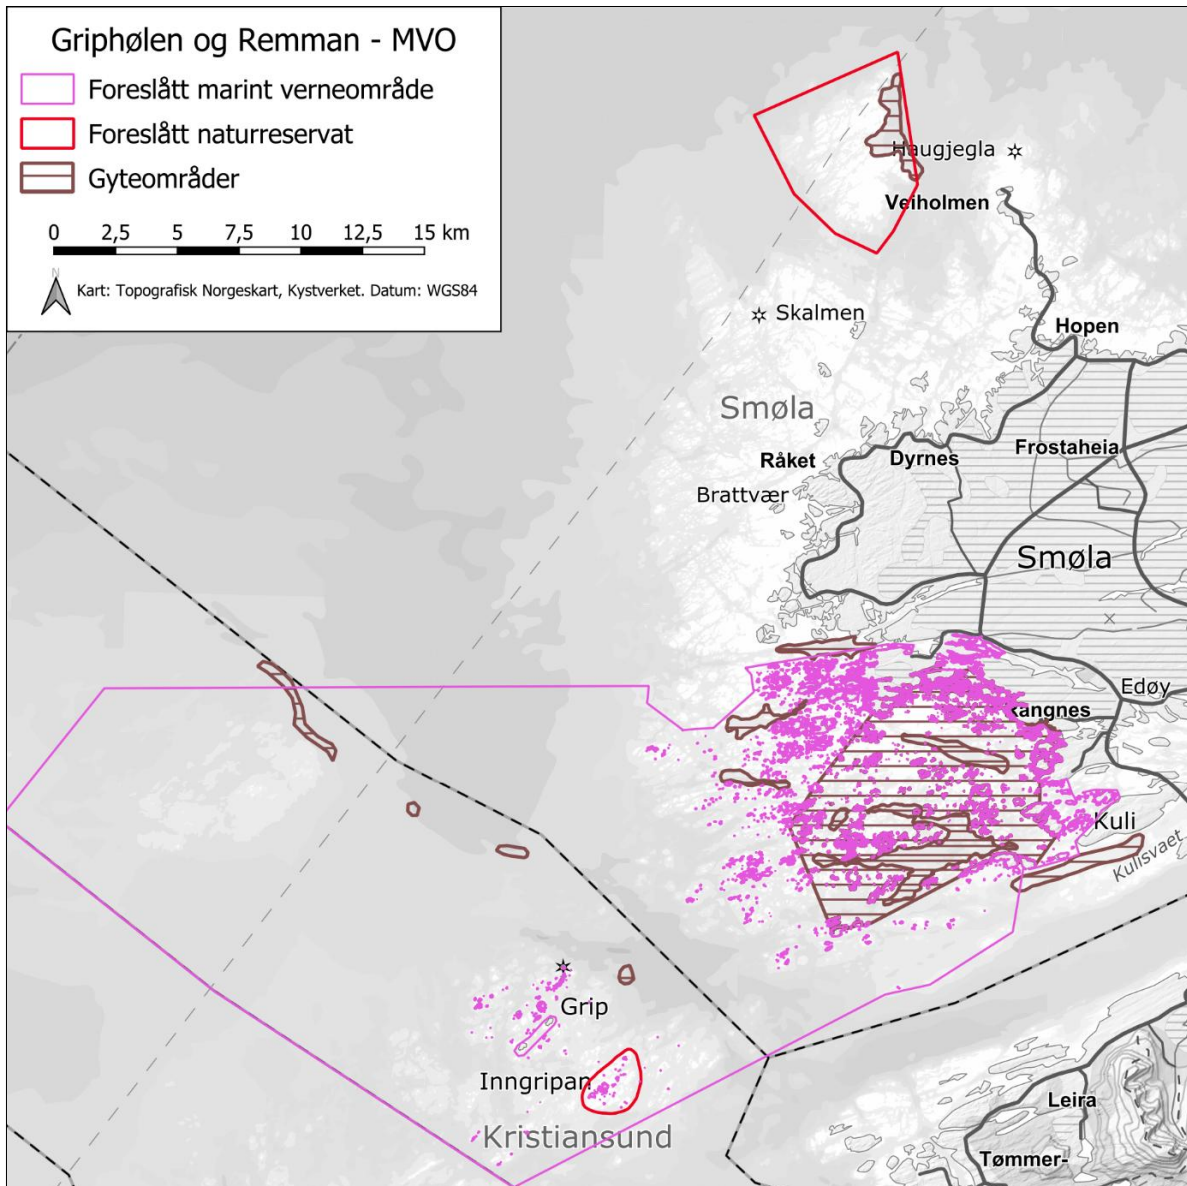 Griphølen og Remman - MVO
Foreslått marint verneområde
Foreslått naturreservat
Gyteområder
0 2,5 5 7,5 10 12,5 15 km
N
Kart: Topografisk Norgeskart, Kystverket. Datum: WGS84
Haugjegla
Veiholmen
Skalmen
Hopen
Smøla
Råket
Dyrnes
Frostaheia
Brattvær
Smøla
Edøy
Rangnes
Kuli
Kulisvaet
Grip
Inngripan
Leira
Kristiansund
Tømmer-